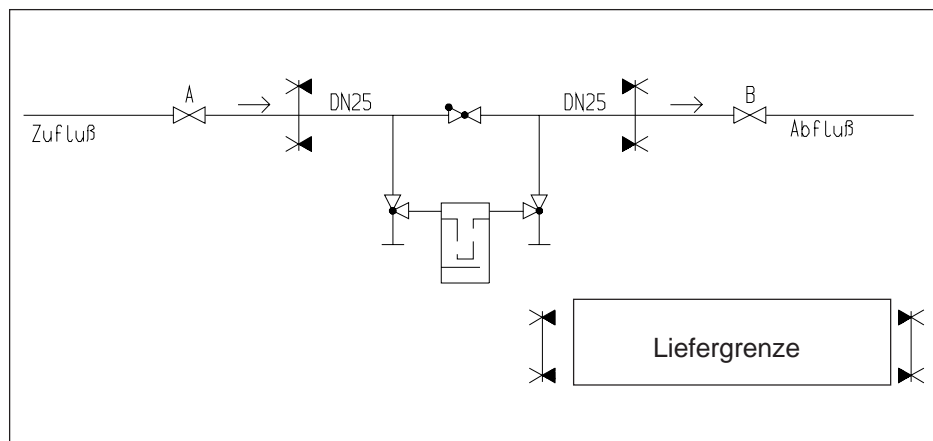 A
B
DN25
DN25
Zufluß
Abfluß
Liefergrenze